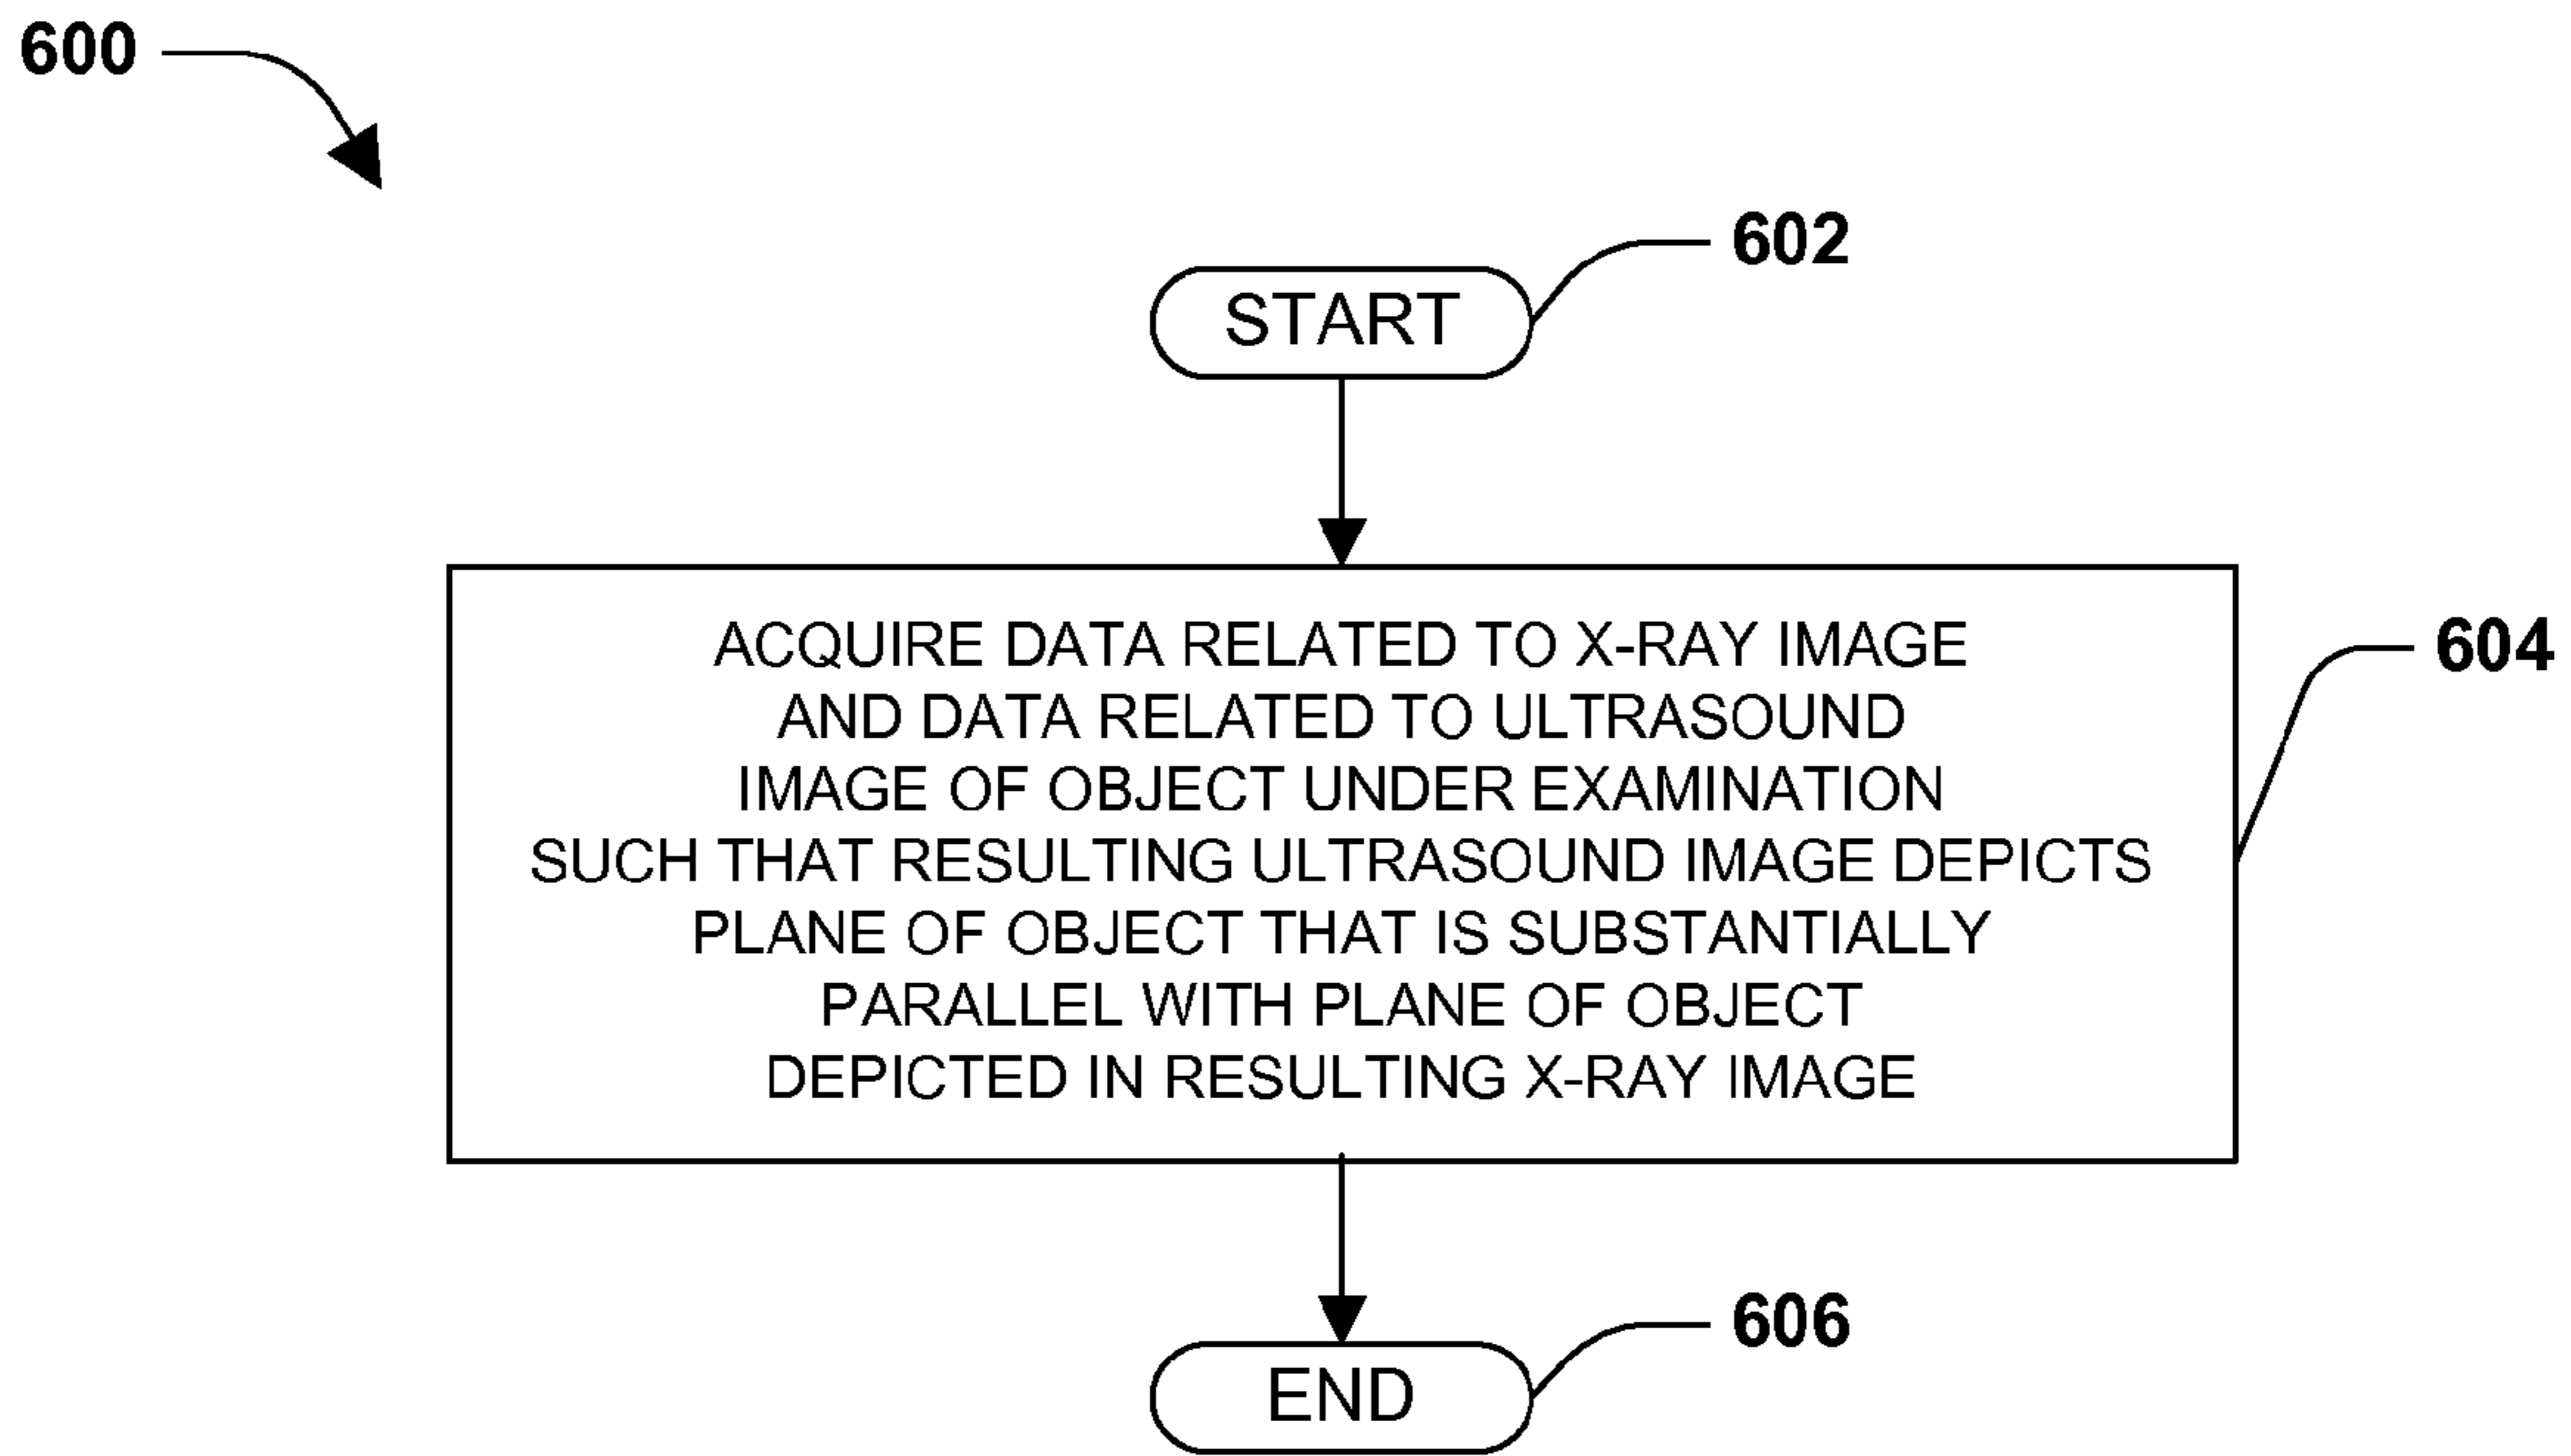 600
602
START
ACQUIRE DATA RELATED TO X-RAY IMAGE
AND DATA RELATED TO ULTRASOUND
IMAGE OF OBJECT UNDER EXAMINATION
SUCH THAT RESULTING ULTRASOUND IMAGE DEPICTS
PLANE OF OBJECT THAT IS SUBSTANTIALLY
PARALLEL WITH PLANE OF OBJECT
DEPICTED IN RESULTING X-RAY IMAGE
604
606
END